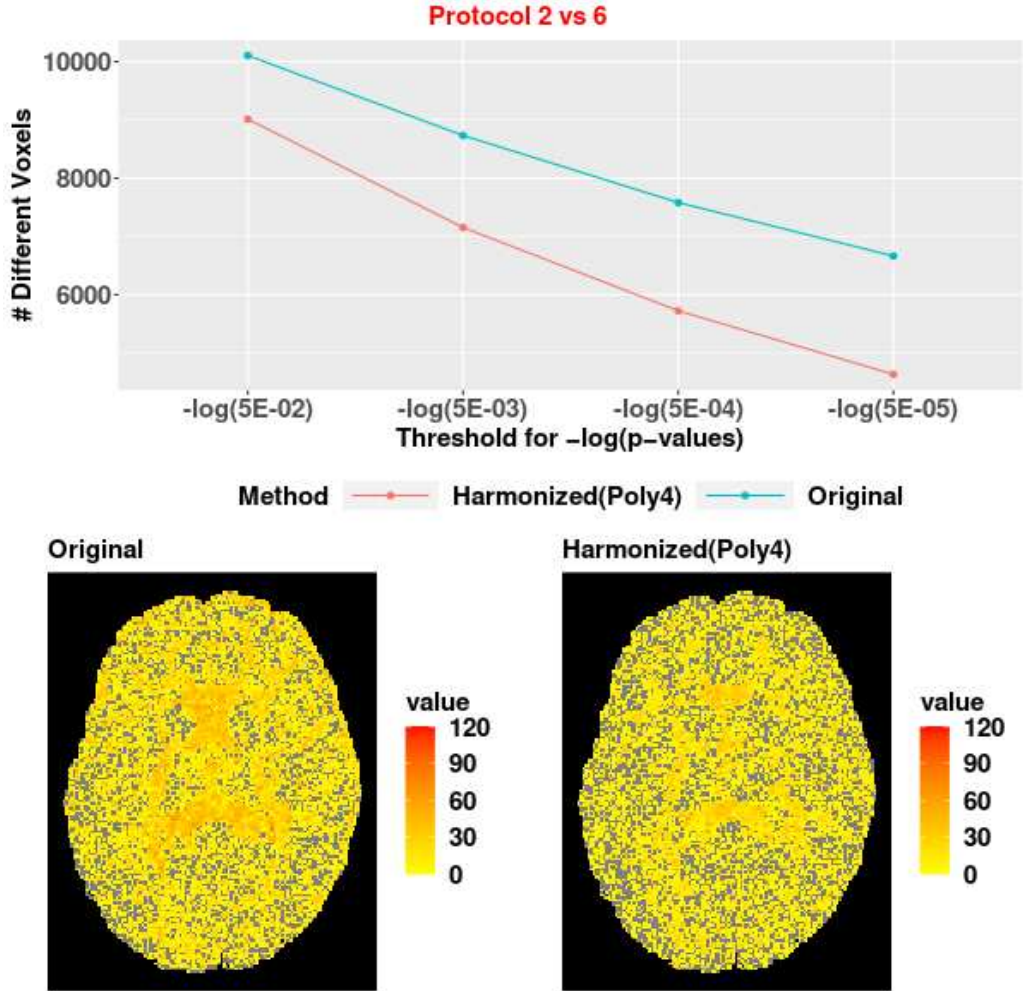 Protocol 2 vs 6
# Different Voxels
10000
8000
6000
-log(5E-02) -log(5E-03) -log(5E-04) -log(5E-05)
Threshold for −log(p−values)
Method Harmonized(Poly4) Original
Original
value
120
90
60
30
0
Harmonized(Poly4)
value
120
90
60
30
0